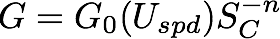 G = G_0(U_{spd})S_C^{-n}